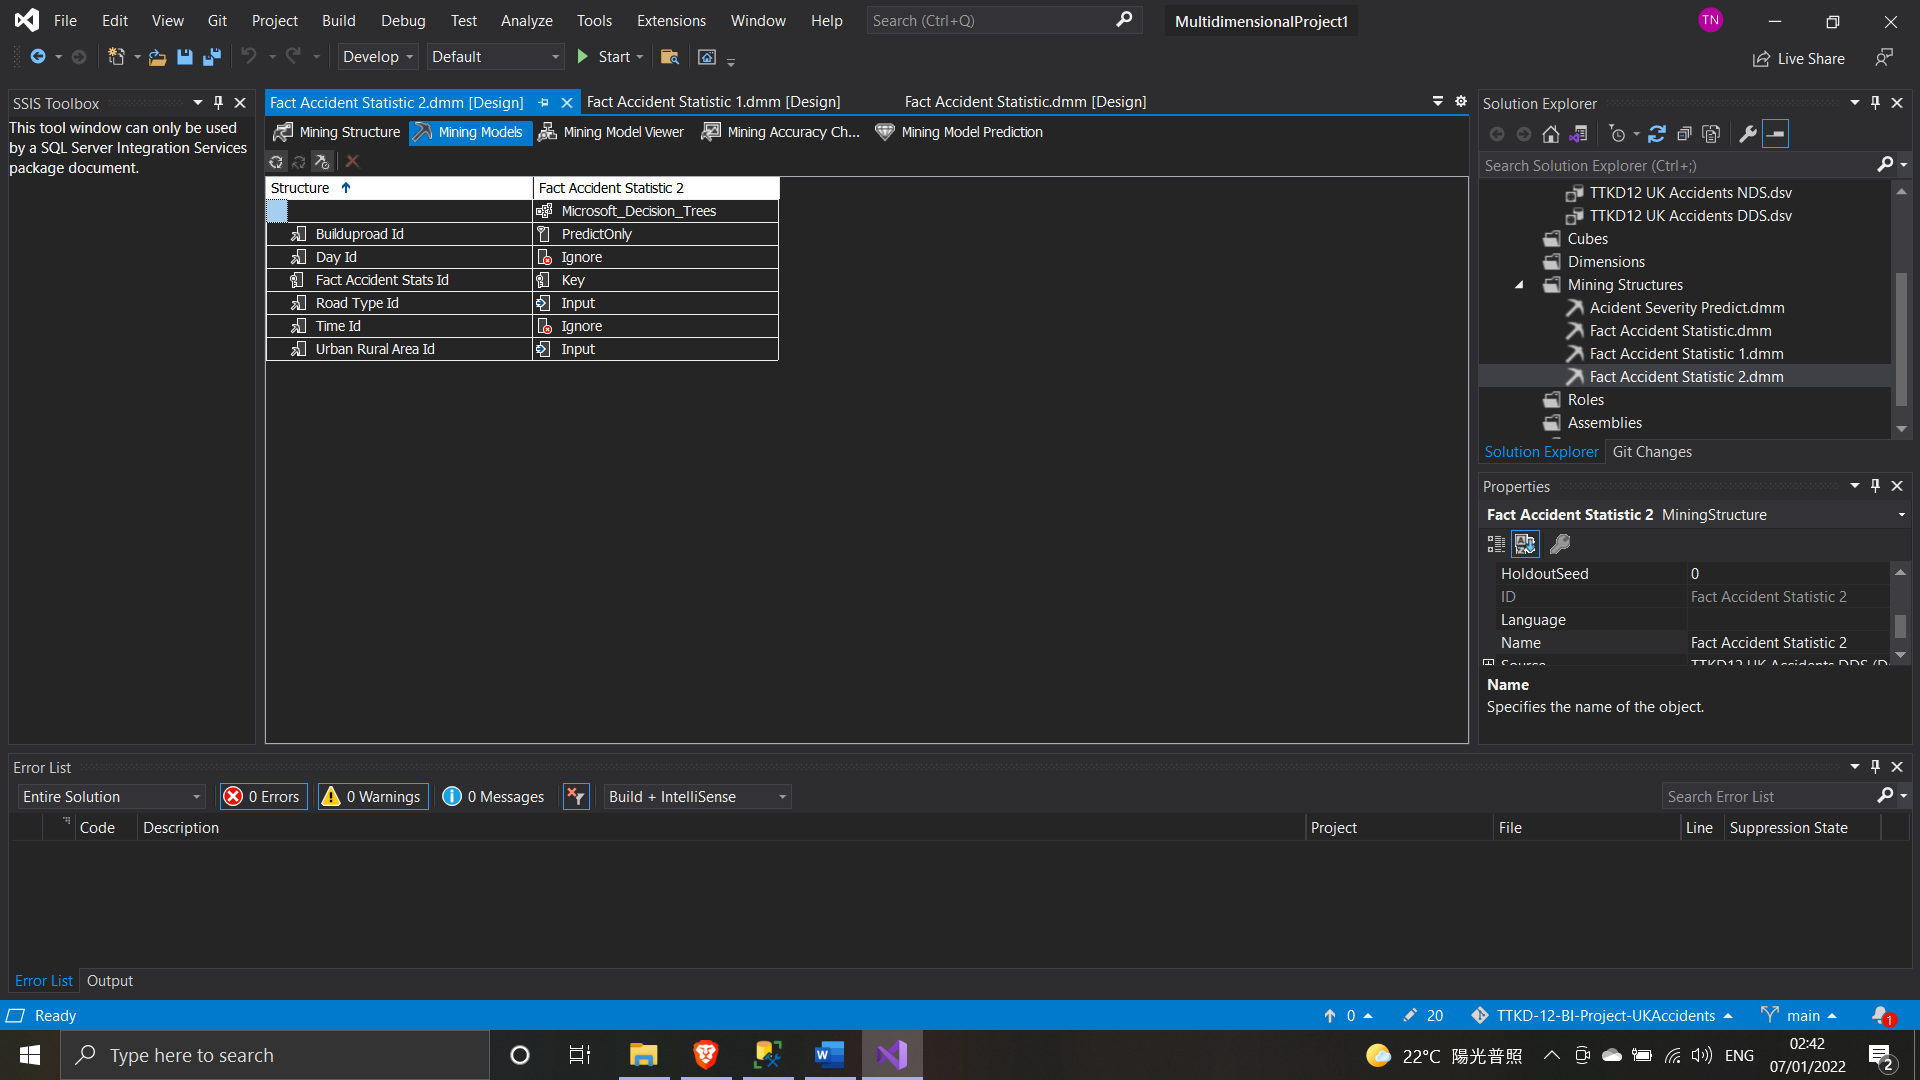 File Edit View Git Project Build Debug Test Analyze Tools Extensions Window Help Search (Ctrl+Q) MultidimensionalProject1 TN
Develop Default Start Live Share
SSIS Toolbox
This tool window can only be used
by a SQL Server Integration Services
package document.
Fact Accident Statistic 2.dmm [Design] Fact Accident Statistic 1.dmm [Design] Fact Accident Statistic.dmm [Design]
Mining Structure Mining Models Mining Model Viewer Mining Accuracy Ch... Mining Model Prediction
Structure Fact Accident Statistic 2
Microsoft_Decision_Trees
Builduproad Id PredictOnly
Day Id Ignore
Fact Accident Stats Id Key
Road Type Id Input
Time Id Ignore
Urban Rural Area Id Input
Solution Explorer
Search Solution Explorer (Ctrl+;)
TTKD12 UK Accidents NDS.dsv
TTKD12 UK Accidents DDS.dsv
Cubes
Dimensions
Mining Structures
Acident Severity Predict.dmm
Fact Accident Statistic.dmm
Fact Accident Statistic 1.dmm
Fact Accident Statistic 2.dmm
Roles
Assemblies
Solution Explorer Git Changes
Properties
Fact Accident Statistic 2 MiningStructure
HoldoutSeed 0
ID Fact Accident Statistic 2
Language
Name Fact Accident Statistic 2
Source TTKD12 UK Accidents DDS (D
Name
Specifies the name of the object.
Error List
Entire Solution 0 Errors 0 Warnings 0 Messages Build + IntelliSense Search Error List
Code Description Project File Line Suppression State
Error List Output
Ready 0 20 TTKD-12-BI-Project-UKAccidents main 1
Type here to search 22°C 陽光普照 ENG 02:42
07/01/2022 2